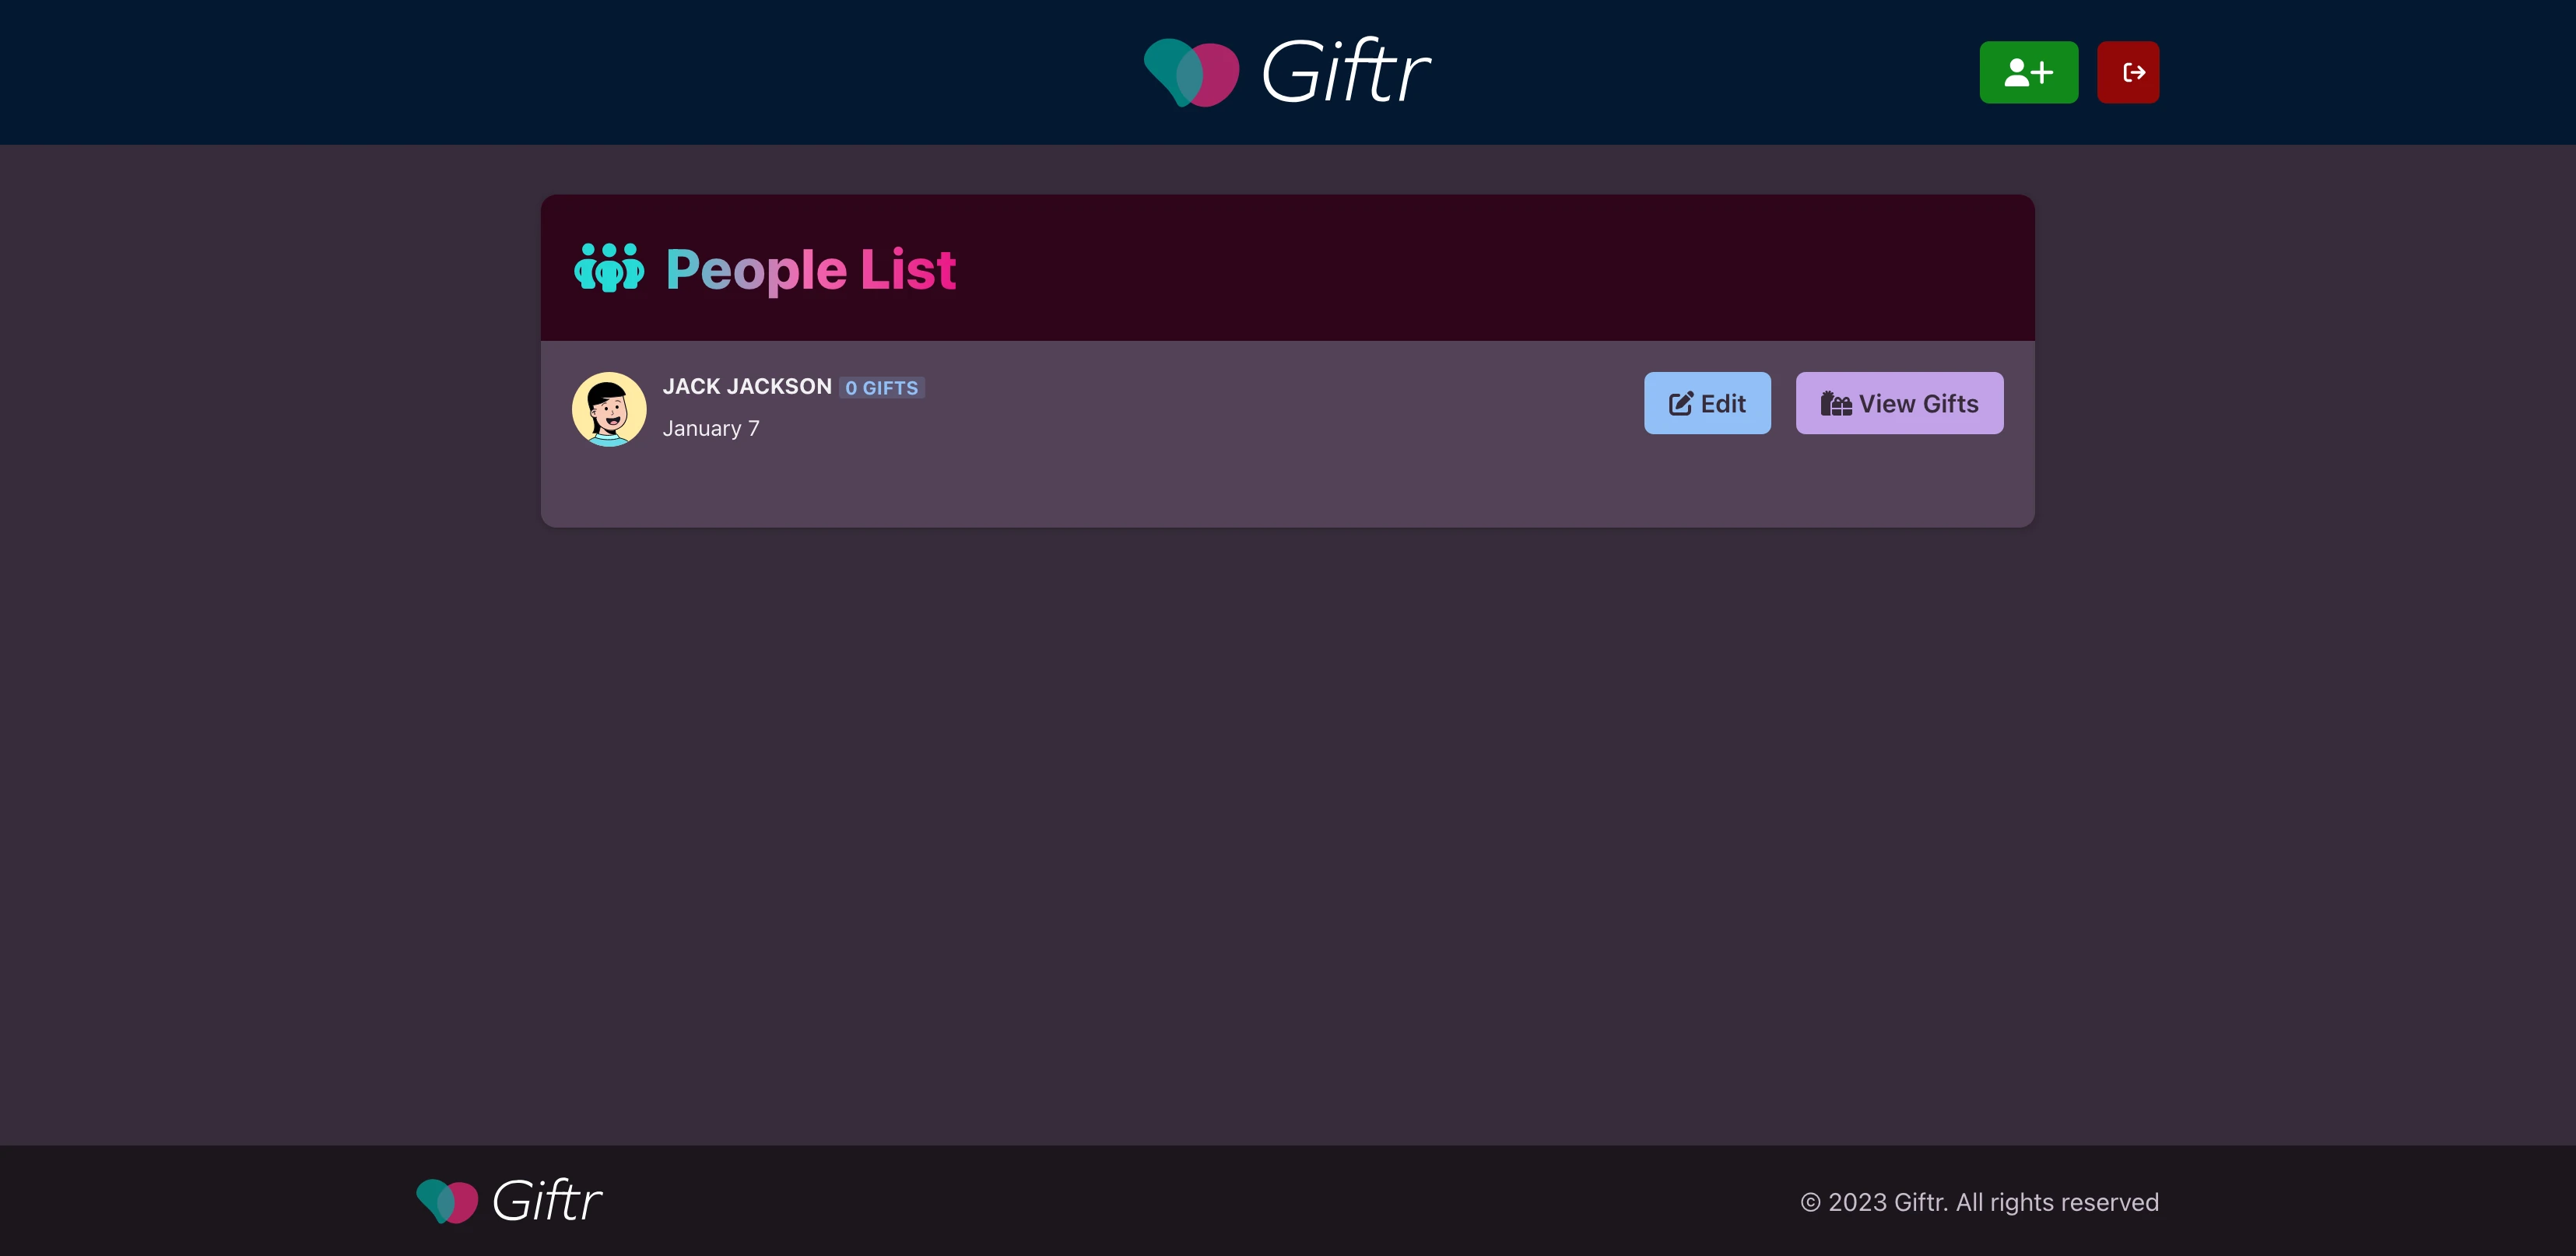 Giftr
People List
JACK JACKSON 0 GIFTS
January 7
Edit
View Gifts
Giftr
© 2023 Giftr. All rights reserved